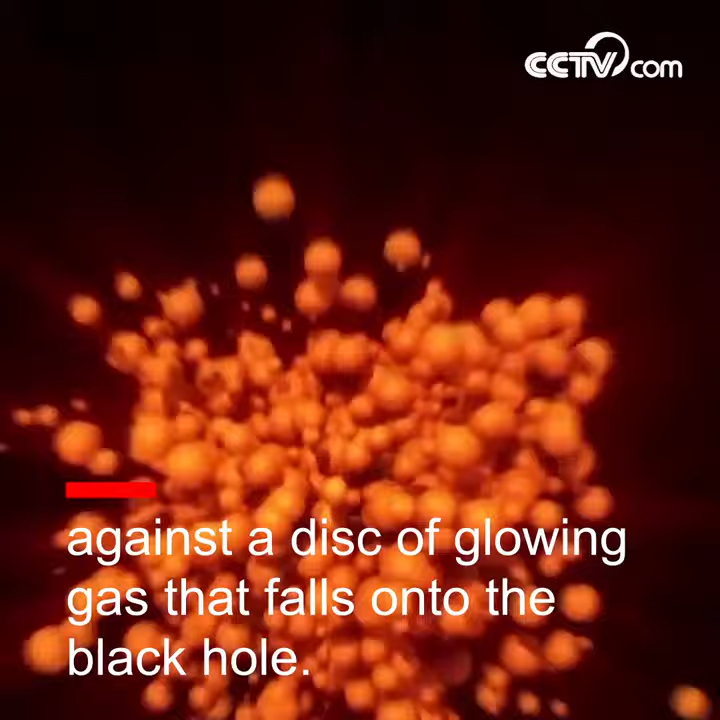 CCTV.com
against a disc of glowing
gas that falls onto the
black hole.